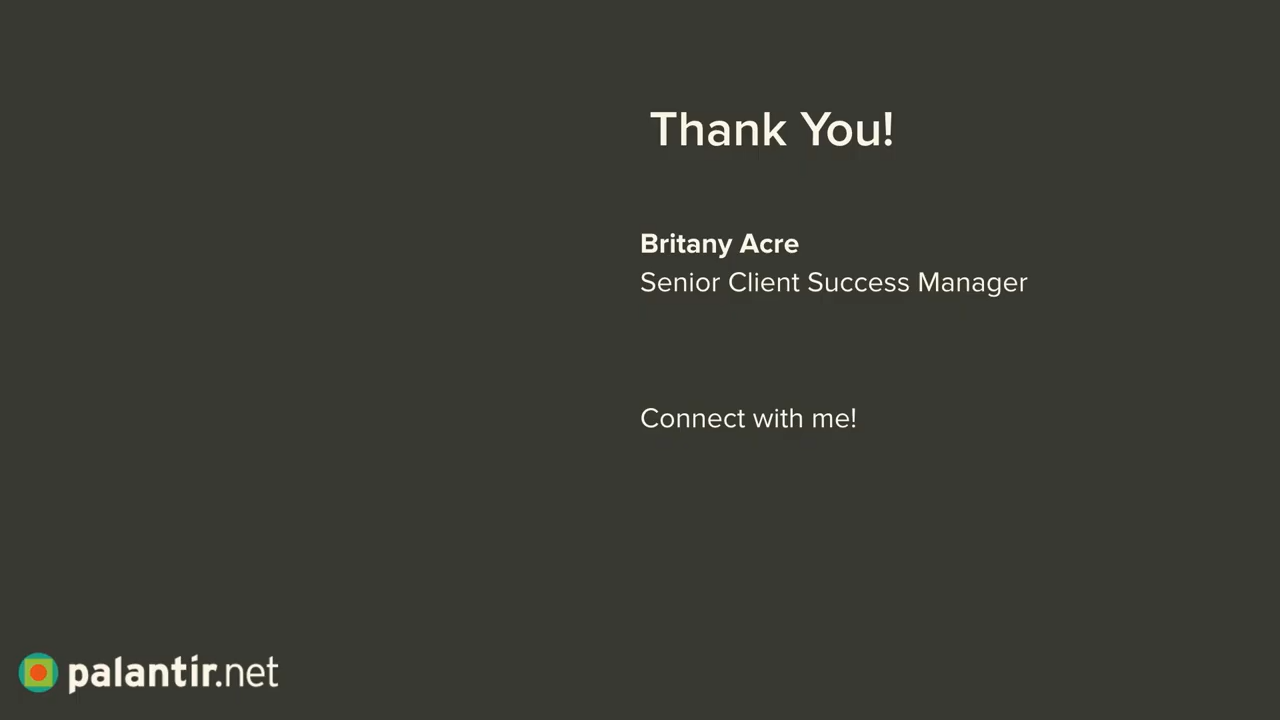 Thank You!
Britany Acre
Senior Client Success Manager
Connect with me!
palantir.net